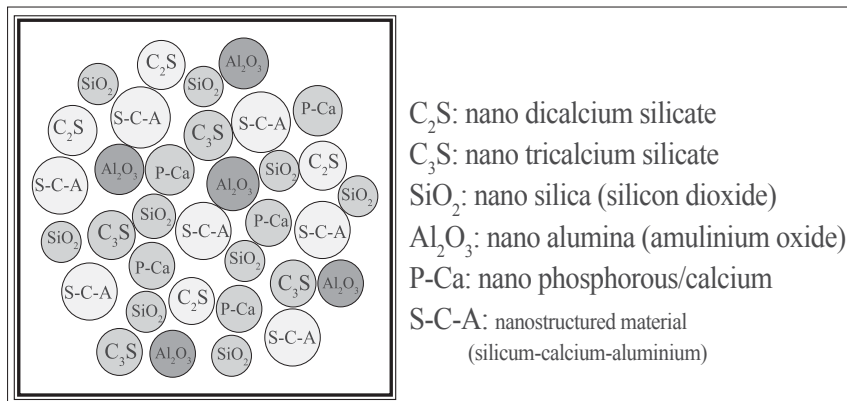 C₂S
Al₂O₃
SiO₂
SiO₂
P-Ca
S-C-A
S-C-A
C₂S
C₃S
Al₂O₃
P-Ca
SiO₂
C₂S
S-C-A
Al₂O₃
SiO₂
SiO₂
P-Ca
C₃S
S-C-A
S-C-A
SiO₂
P-Ca
SiO₂
S-C-A
C₃S
Al₂O₃
SiO₂
C₂S
P-Ca
S-C-A
C₃S
Al₂O₃
SiO₂
C₂S: nano dicalcium silicate
C₃S: nano tricalcium silicate
SiO₂: nano silica (silicon dioxide)
Al₂O₃: nano alumina (amulinium oxide)
P-Ca: nano phosphorous/calcium
S-C-A: nanostructured material
(silicum-calcium-aluminium)